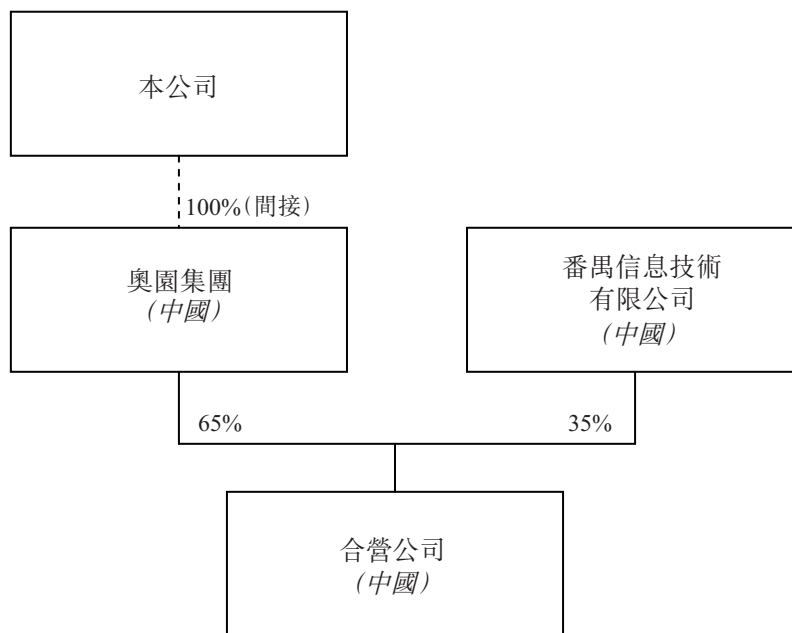 本公司
100%(間接)
奧園集團
(中國)
番禺信息技術
有限公司
(中國)
65%
35%
合營公司
(中國)